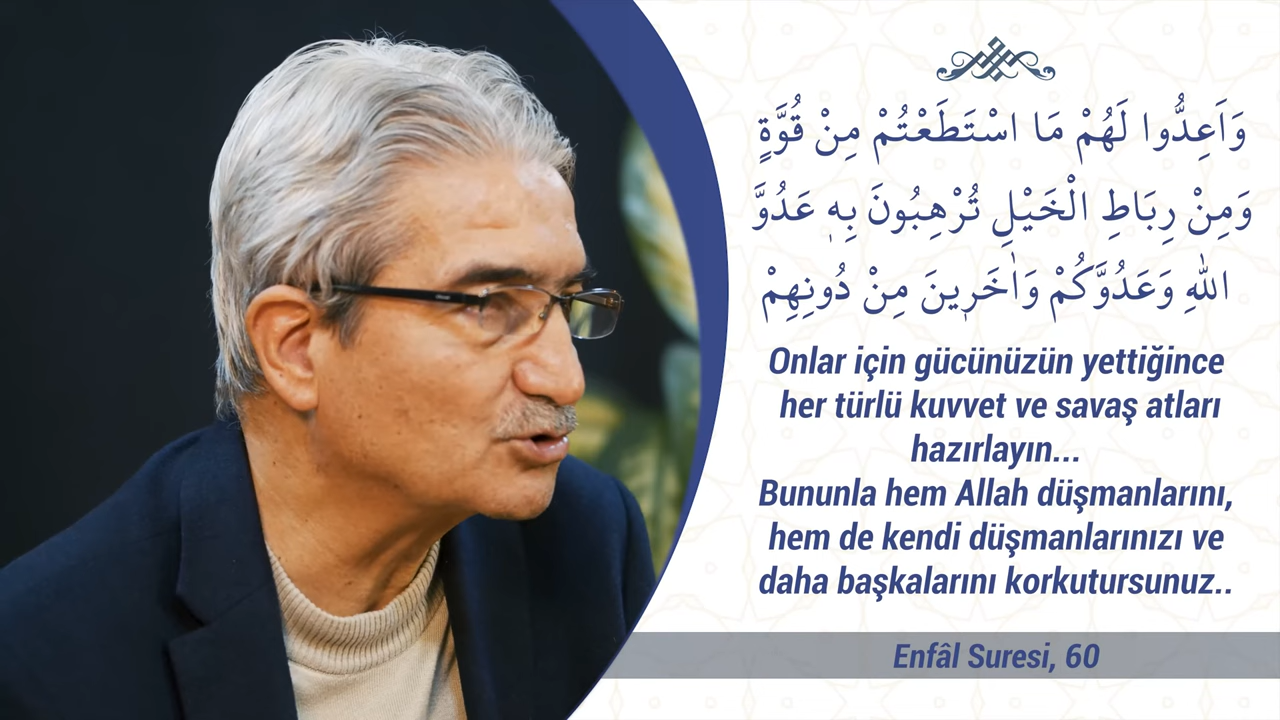 وَاَعِدُّوا لَهُمْ مَا اسْتَطَعْتُمْ مِنْ قُوَّةٍ
وَمِنْ رِبَاطِ الْخَيْلِ تُرْهِبُونَ بِهٖ عَدُوَّ
اللّٰهِ وَعَدُوَّكُمْ وَاٰخَرٖينَ مِنْ دُونِهِمْ
Onlar için gücünüzün yettiğince
her türlü kuvvet ve savaş atları
hazırlayın...
Bununla hem Allah düşmanlarını,
hem de kendi düşmanlarınızı ve
daha başkalarını korkutursunuz..
Enfâl Suresi, 60